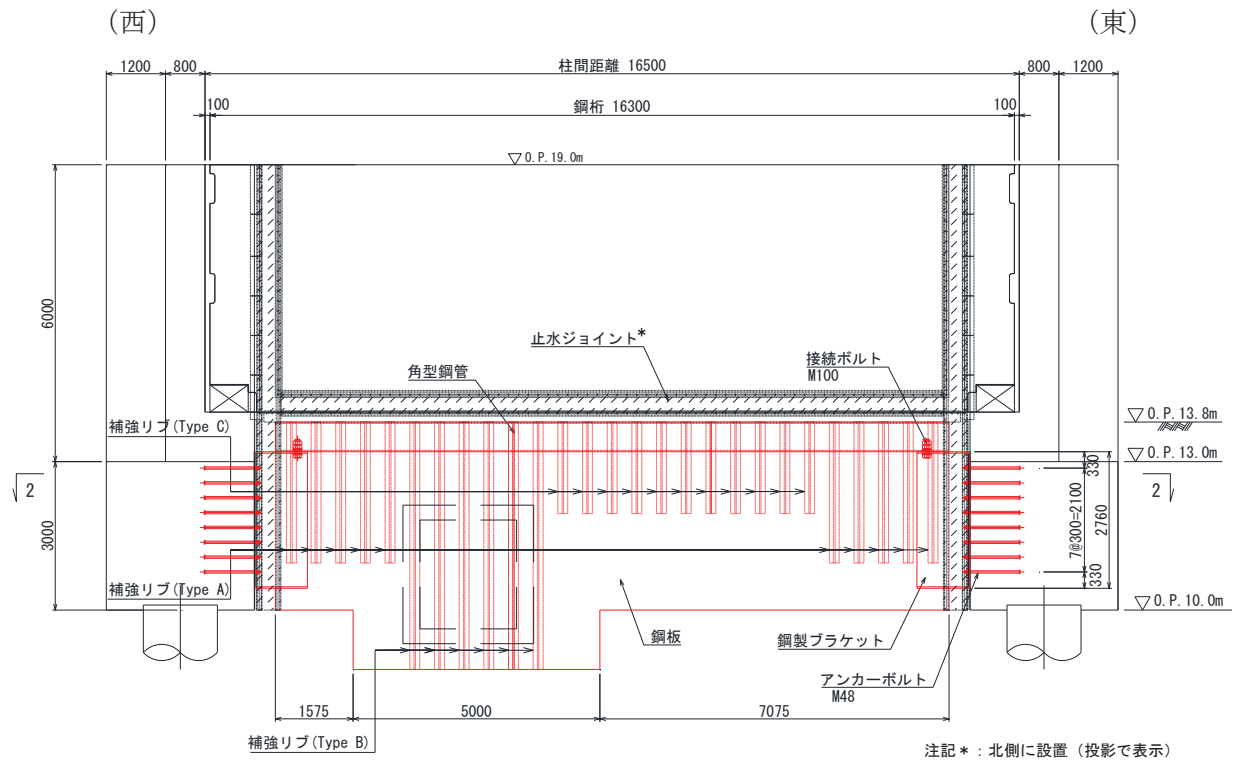 (西)
(東)
1200
800
柱間距離 16500
800
1200
100
鋼桁 16300
100
▽O.P.19.0m
6000
止水ジョイント*
接続ボルト
M100
角型鋼管
補強リブ(Type C)
▽O.P.13.8m
▽O.P.13.0m
2
2
330
7@300=2100
2760
330
3000
補強リブ(Type A)
▽O.P.10.0m
鋼板
鋼製ブラケット
アンカーボルト
M48
1575
5000
7075
補強リブ(Type B)
注記*:北側に設置(投影で表示)